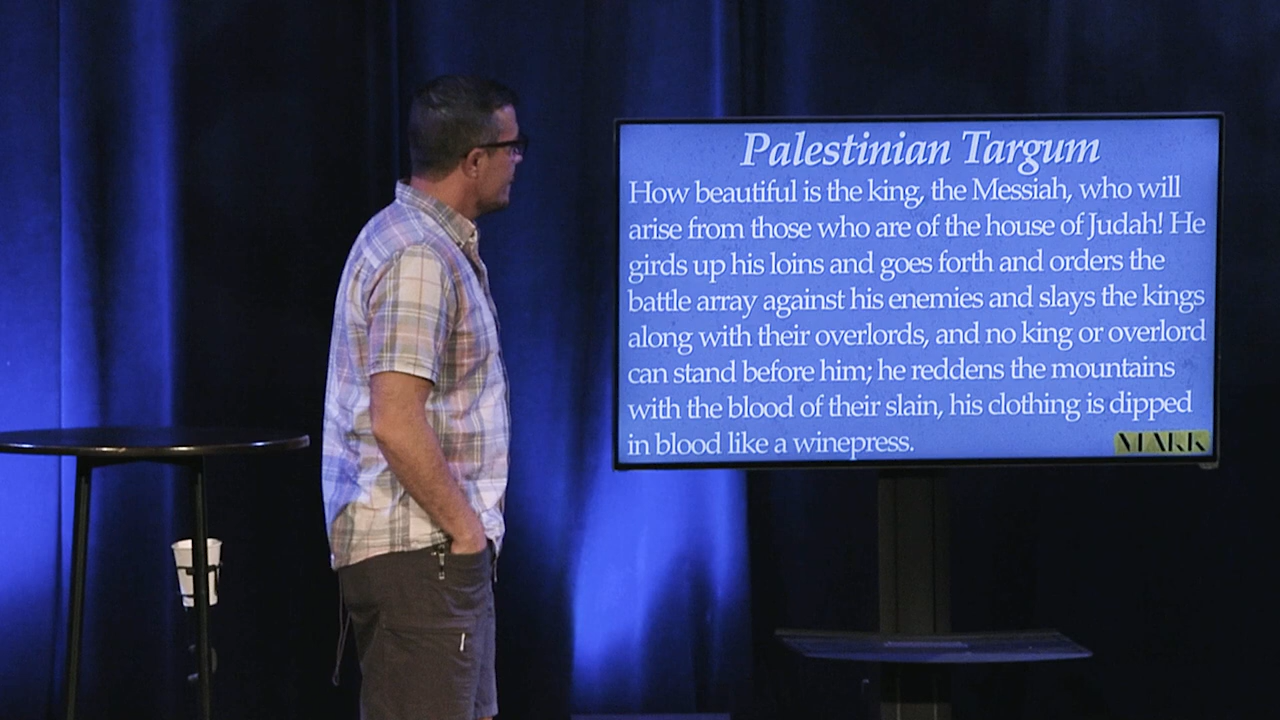 Palestinian Targum
How beautiful is the king, the Messiah, who will
arise from those who are of the house of Judah! He
girds up his loins and goes forth and orders the
battle array against his enemies and slays the kings
along with their overlords, and no king or overlord
can stand before him; he reddens the mountains
with the blood of their slain, his clothing is dipped
in blood like a winepress.
MARK